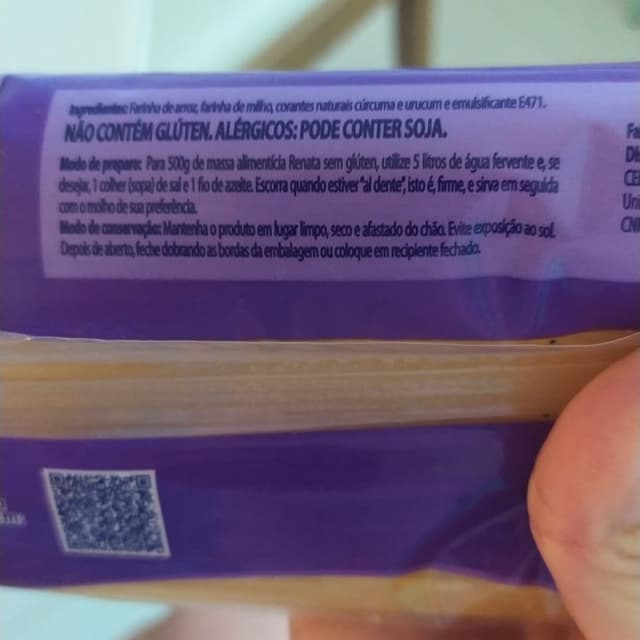 Ingredientes: Farinha de arroz, farinha de milho, corantes naturais cúrcuma e urucum e emulsificante E471.
NÃO CONTÉM GLÚTEN. ALÉRGICOS: PODE CONTER SOJA.
Modo de preparo: Para 500g de massa alimentícia Renata sem glúten, utilize 5 litros de água fervente e, se
desejar, 1 colher (sopa) de sal e 1 fio de azeite. Escorra quando estiver "al dente", isto é, firme, e sirva em seguida
com o molho de sua preferência.
Modo de conservação: Mantenha o produto em lugar limpo, seco e afastado do chão. Evite exposição ao sol.
Depois de aberto, feche dobrando as bordas da embalagem ou coloque em recipiente fechado.
Fa
CE
Uni
CNP